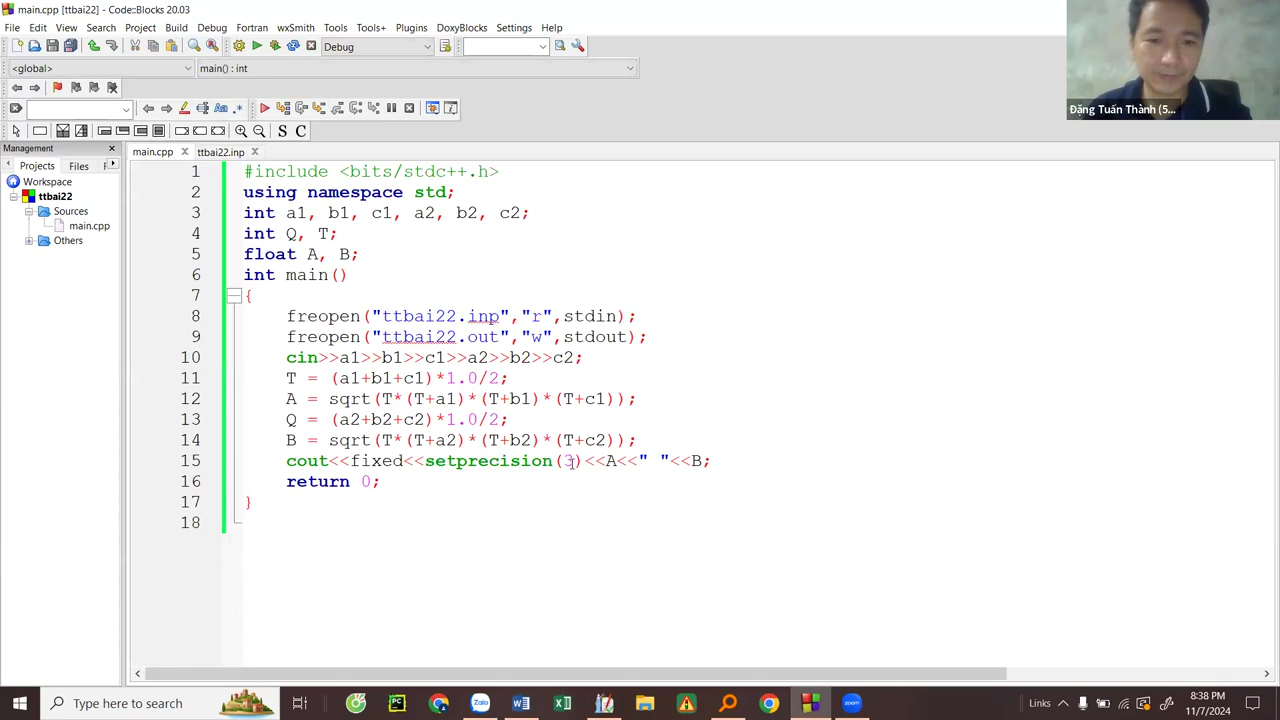 main.cpp [ttbai22] - Code::Blocks 20.03
File Edit View Search Project Build Debug Fortran wxSmith Tools Tools+ Plugins DoxyBlocks Settings Help
Debug
<global> main() : int
S C
Management
main.cpp ttbai22.inp
Projects Files
Workspace
ttbai22
Sources
main.cpp
Others
1 #include <bits/stdc++.h>
2 using namespace std;
3 int a1, b1, c1, a2, b2, c2;
4 int Q, T;
5 float A, B;
6 int main()
7 {
8 freopen("ttbai22.inp","r",stdin);
9 freopen("ttbai22.out","w",stdout);
10 cin>>a1>>b1>>c1>>a2>>b2>>c2;
11 T = (a1+b1+c1)*1.0/2;
12 A = sqrt(T*(T+a1)*(T+b1)*(T+c1));
13 Q = (a2+b2+c2)*1.0/2;
14 B = sqrt(T*(T+a2)*(T+b2)*(T+c2));
15 cout<<fixed<<setprecision(3)<<A<<" "<<B;
16 return 0;
17 }
18
Đặng Tuấn Thành (5...
Type here to search
Links
8:38 PM
11/7/2024